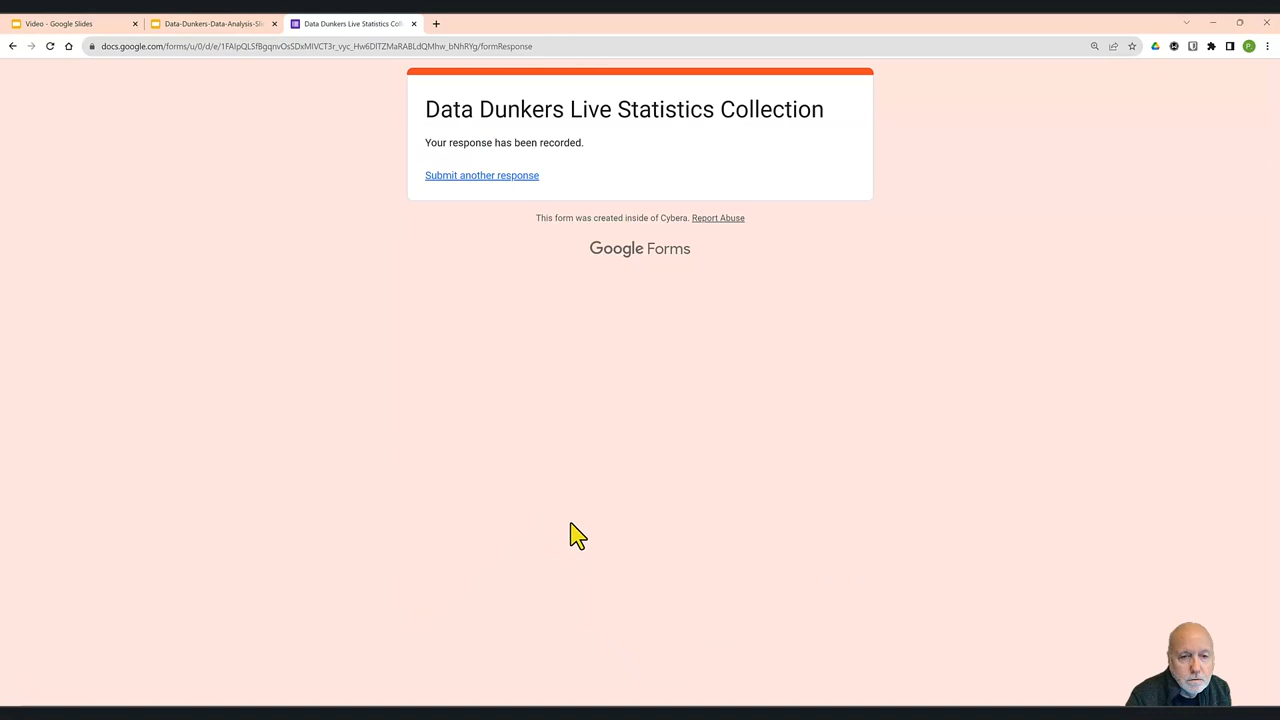 Video - Google Slides
Data-Dunkers-Data-Analysis-Sli
Data Dunkers Live Statistics Coll
docs.google.com/forms/u/0/d/e/1FAIpQLSfBgqnvOsSDxMIVCT3r_vyc_Hw6DITZMaRABLdQMhw_bNhRYg/formResponse
P
Data Dunkers Live Statistics Collection
Your response has been recorded.
Submit another response
This form was created inside of Cybera. Report Abuse
Google Forms